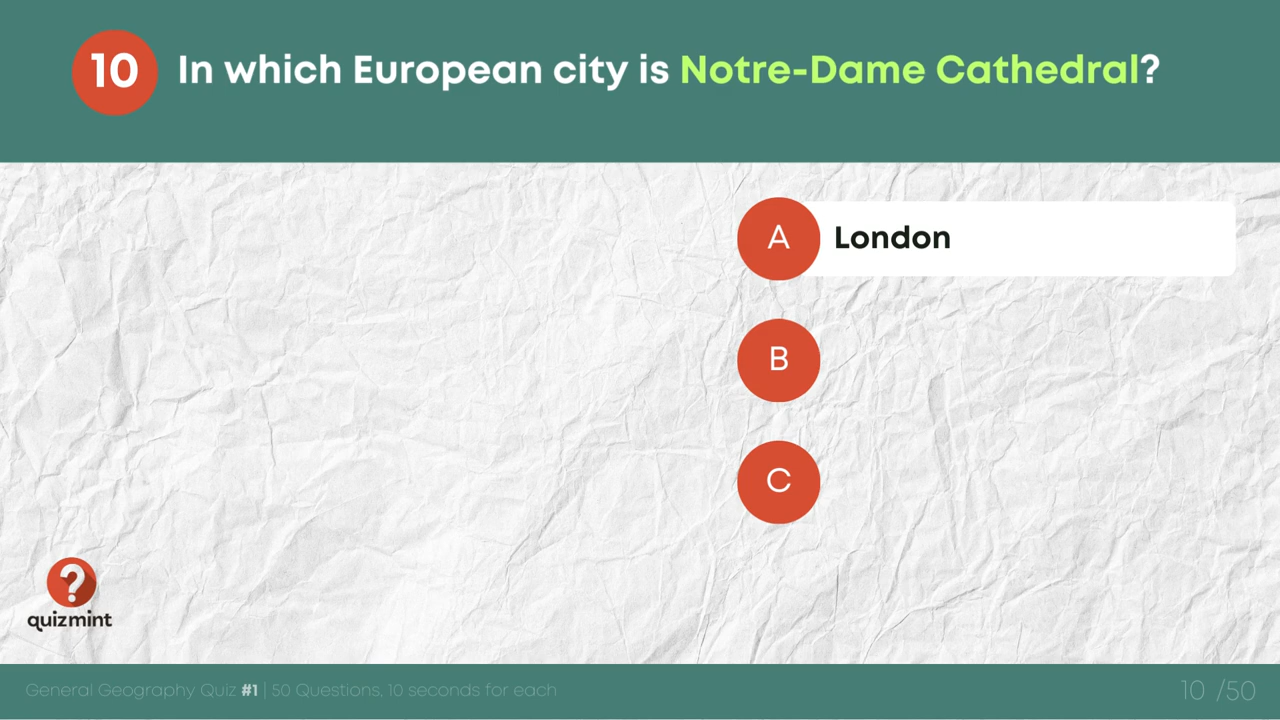 10 In which European city is Notre-Dame Cathedral?
A London
B
C
?
quizmint
General Geography Quiz #1 | 50 Questions, 10 seconds for each
10 /50